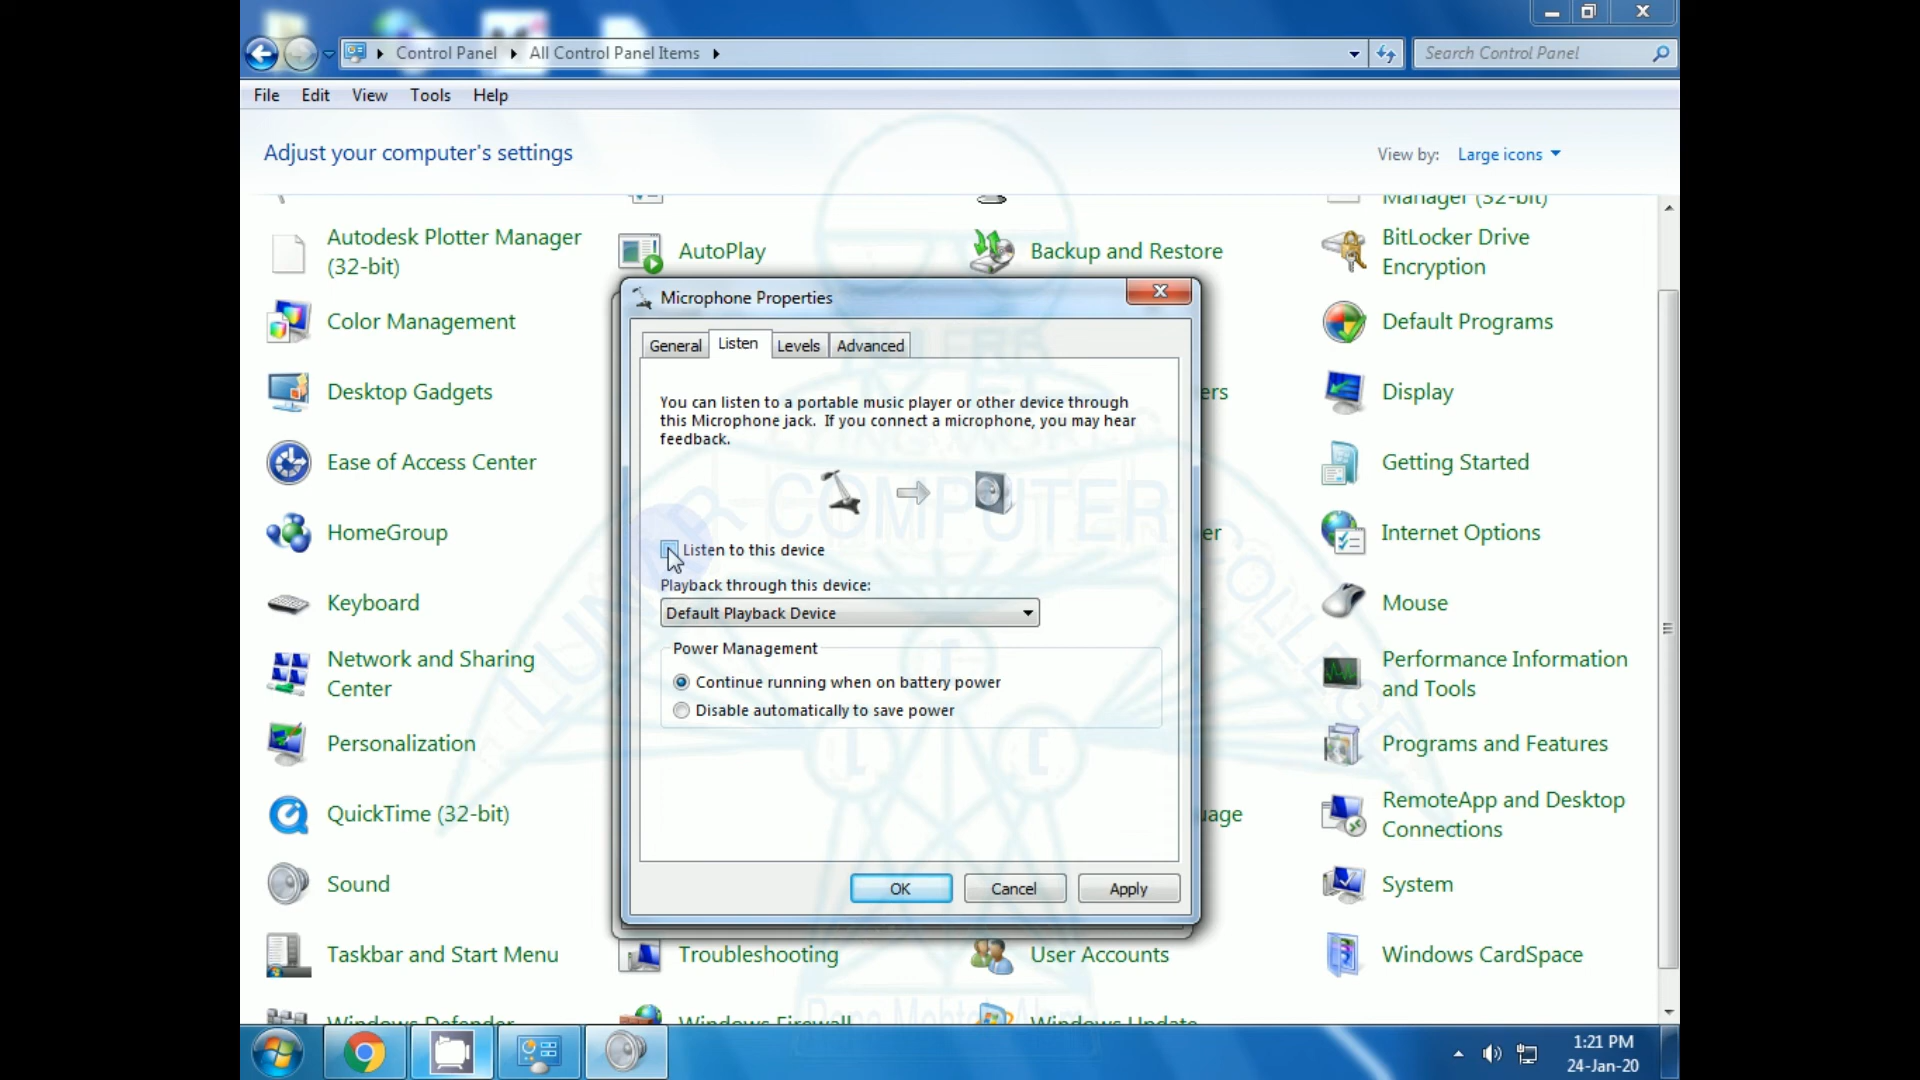 Control Panel
All Control Panel Items
Search Control Panel
File Edit View Tools Help
Adjust your computer's settings
View by: Large icons
Manager (32-bit)
Autodesk Plotter Manager
(32-bit)
AutoPlay
Backup and Restore
BitLocker Drive
Encryption
Color Management
Default Programs
Desktop Gadgets
Display
Ease of Access Center
Getting Started
HomeGroup
Internet Options
Keyboard
Mouse
Network and Sharing
Center
Performance Information
and Tools
Personalization
Programs and Features
QuickTime (32-bit)
RemoteApp and Desktop
Connections
Sound
System
Taskbar and Start Menu
Troubleshooting
User Accounts
Windows CardSpace
Windows Defender
Windows Firewall
Windows Update
Microphone Properties
General Listen Levels Advanced
You can listen to a portable music player or other device through
this Microphone jack. If you connect a microphone, you may hear
feedback.
Listen to this device
Playback through this device:
Default Playback Device
Power Management
Continue running when on battery power
Disable automatically to save power
OK Cancel Apply
COMPUTER
COLLEGE
1:21 PM
24-Jan-20